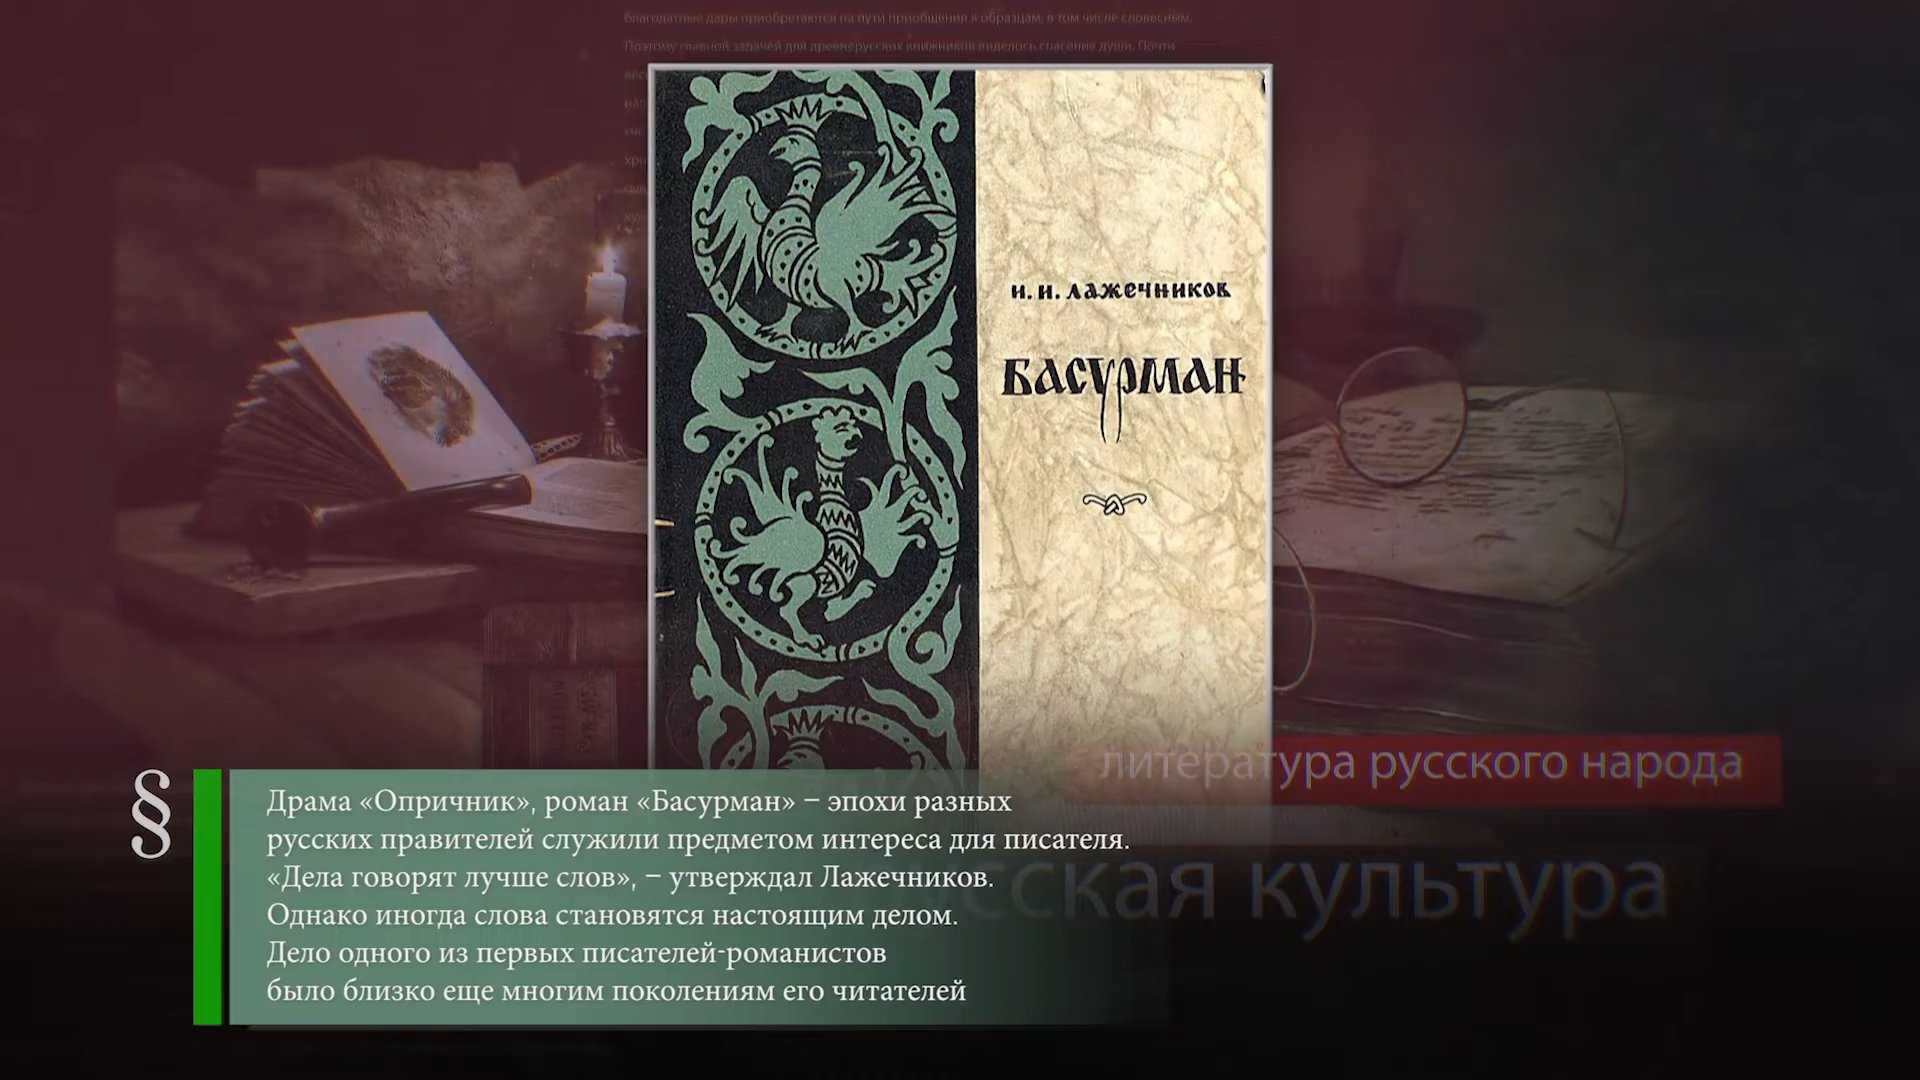 благодатные дары приобретаются на пути приобщения к образцам, в том числе словесным.
Поэтому главной задачей для древнерусских книжников виделось спасение души. Почти
И. И. ЛАЖЕЧНИКОВ
БАСУРМАН
литература русского народа
культура
§
Драма «Опричник», роман «Басурман» – эпохи разных
русских правителей служили предметом интереса для писателя.
«Дела говорят лучше слов», – утверждал Лажечников.
Однако иногда слова становятся настоящим делом.
Дело одного из первых писателей-романистов
было близко еще многим поколениям его читателей